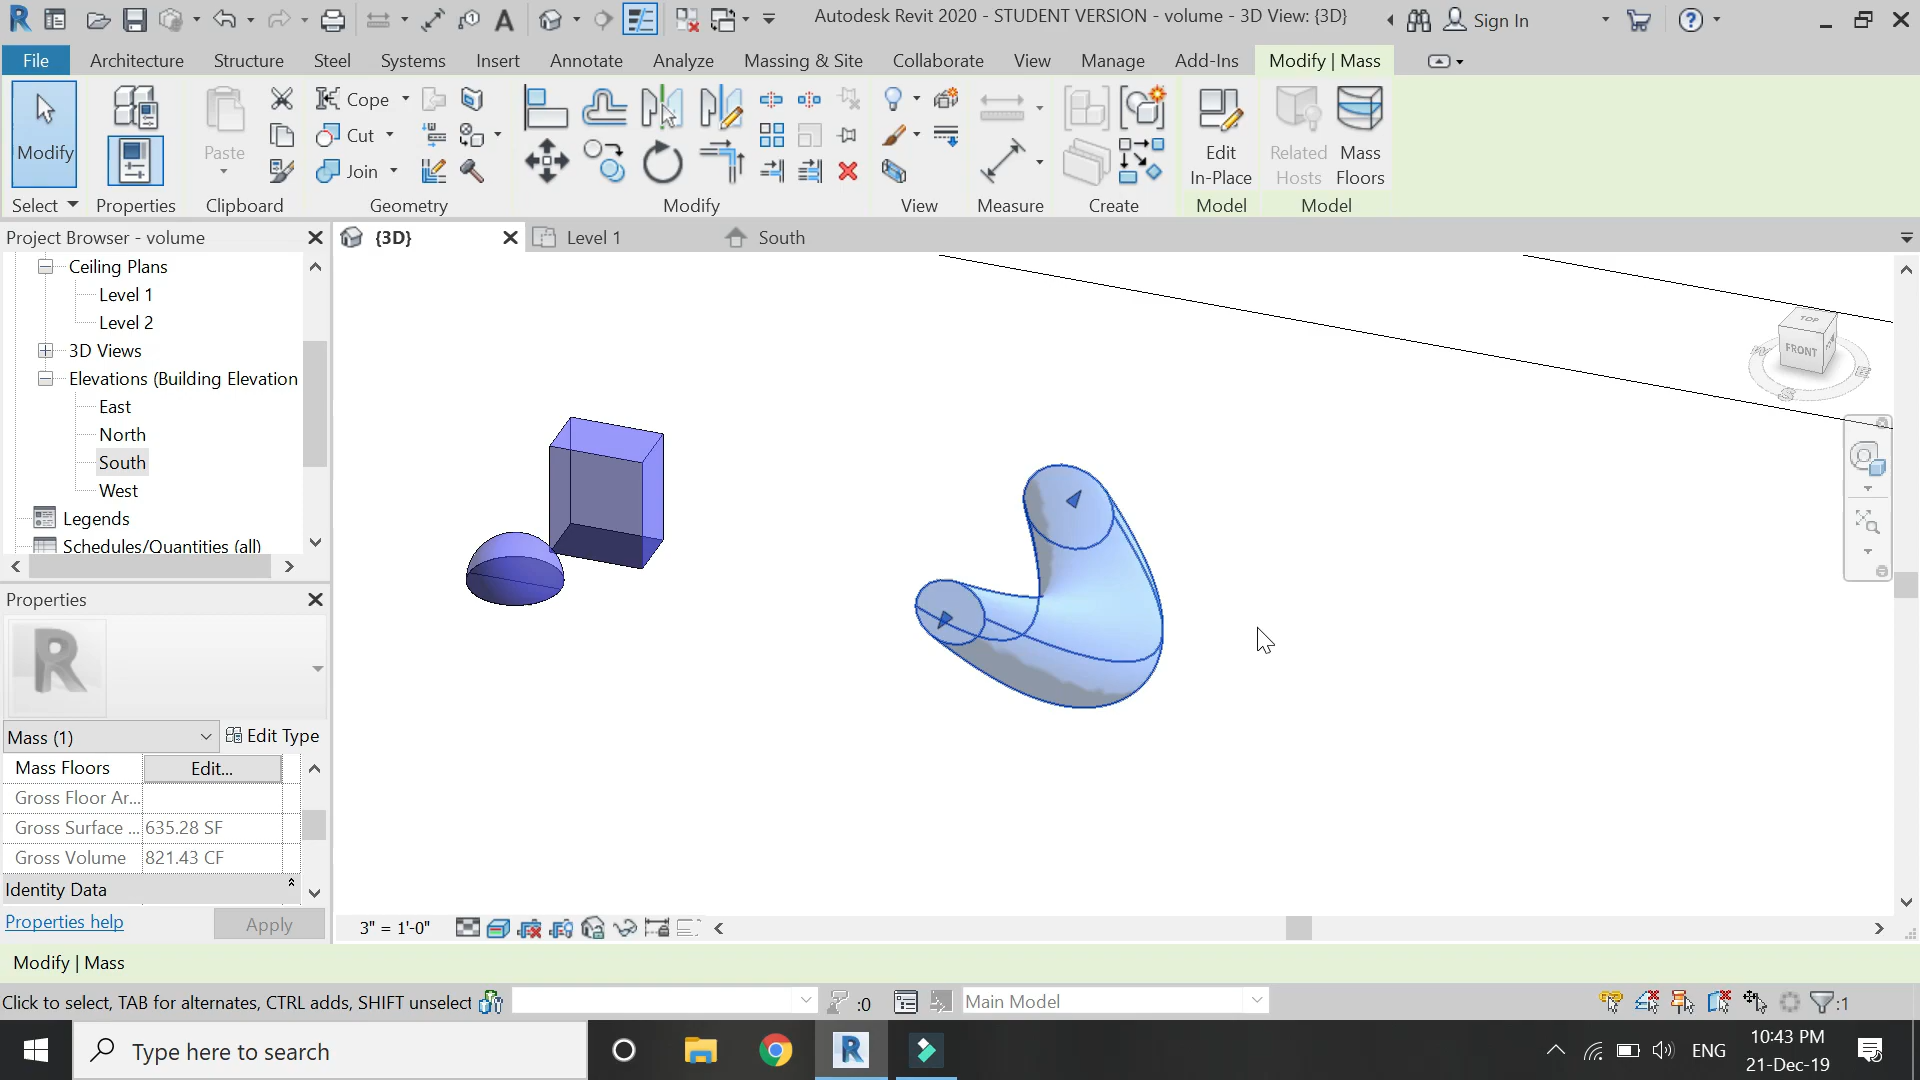 Autodesk Revit 2020 - STUDENT VERSION - volume - 3D View: {3D}
Sign In
File Architecture Structure Steel Systems Insert Annotate Analyze Massing & Site Collaborate View Manage Add-Ins Modify | Mass
Modify
Paste
Cope
Cut
Join
Edit In-Place
Related Hosts
Mass Floors
Select Properties Clipboard Geometry Modify View Measure Create Model Model
Project Browser - volume
{3D}
Level 1
South
Ceiling Plans
Level 1
Level 2
3D Views
Elevations (Building Elevation
East
North
South
West
Legends
Schedules/Quantities (all)
TOP
FRONT
Properties
R
Mass (1)
Edit Type
Mass Floors Edit...
Gross Floor Ar...
Gross Surface ... 635.28 SF
Gross Volume 821.43 CF
Identity Data
Properties help
Apply
3" = 1'-0"
Modify | Mass
Click to select, TAB for alternates, CTRL adds, SHIFT unselect
:0
Main Model
:1
Type here to search
ENG
10:43 PM
21-Dec-19